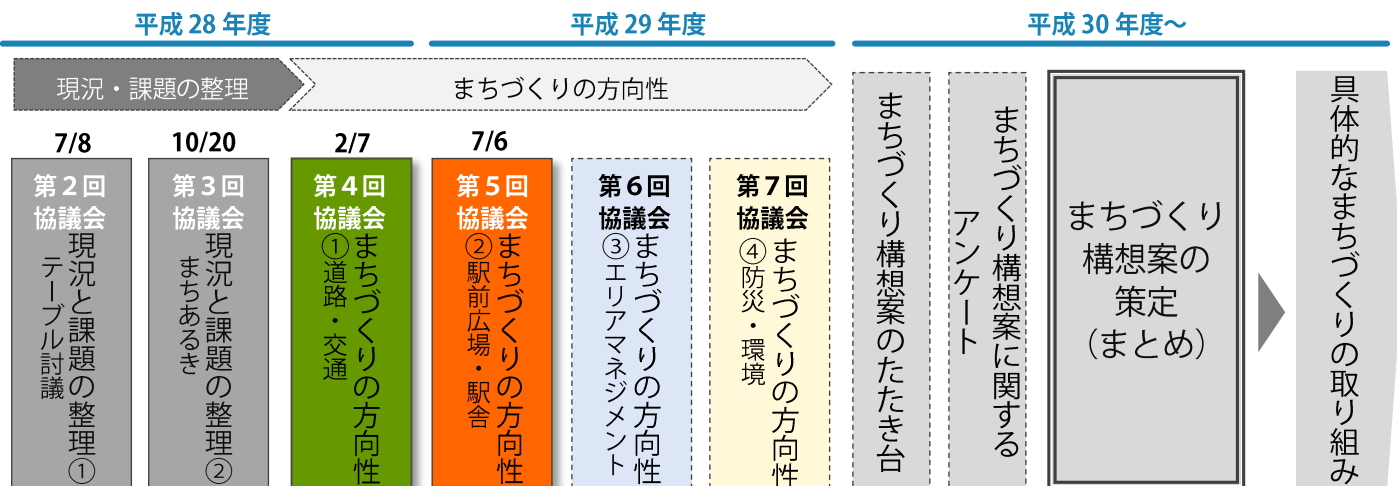 平成 28 年度
平成 29 年度
平成 30 年度～
現況・課題の整理
まちづくりの方向性
7/8
10/20
2/7
7/6
第２回
協議会
現況と課題の整理①
テーブル討議
第３回
協議会
現況と課題の整理②
まちあるき
第４回
協議会
まちづくりの方向性
①道路・交通
第５回
協議会
まちづくりの方向性
②駅前広場・駅舎
第６回
協議会
まちづくりの方向性
③エリアマネジメント
第７回
協議会
まちづくりの方向性
④防災・環境
まちづくり構想案のたたき台
まちづくり構想案に関する
アンケート
まちづくり
構想案の
策定
（まとめ）
具体的なまちづくりの取り組み